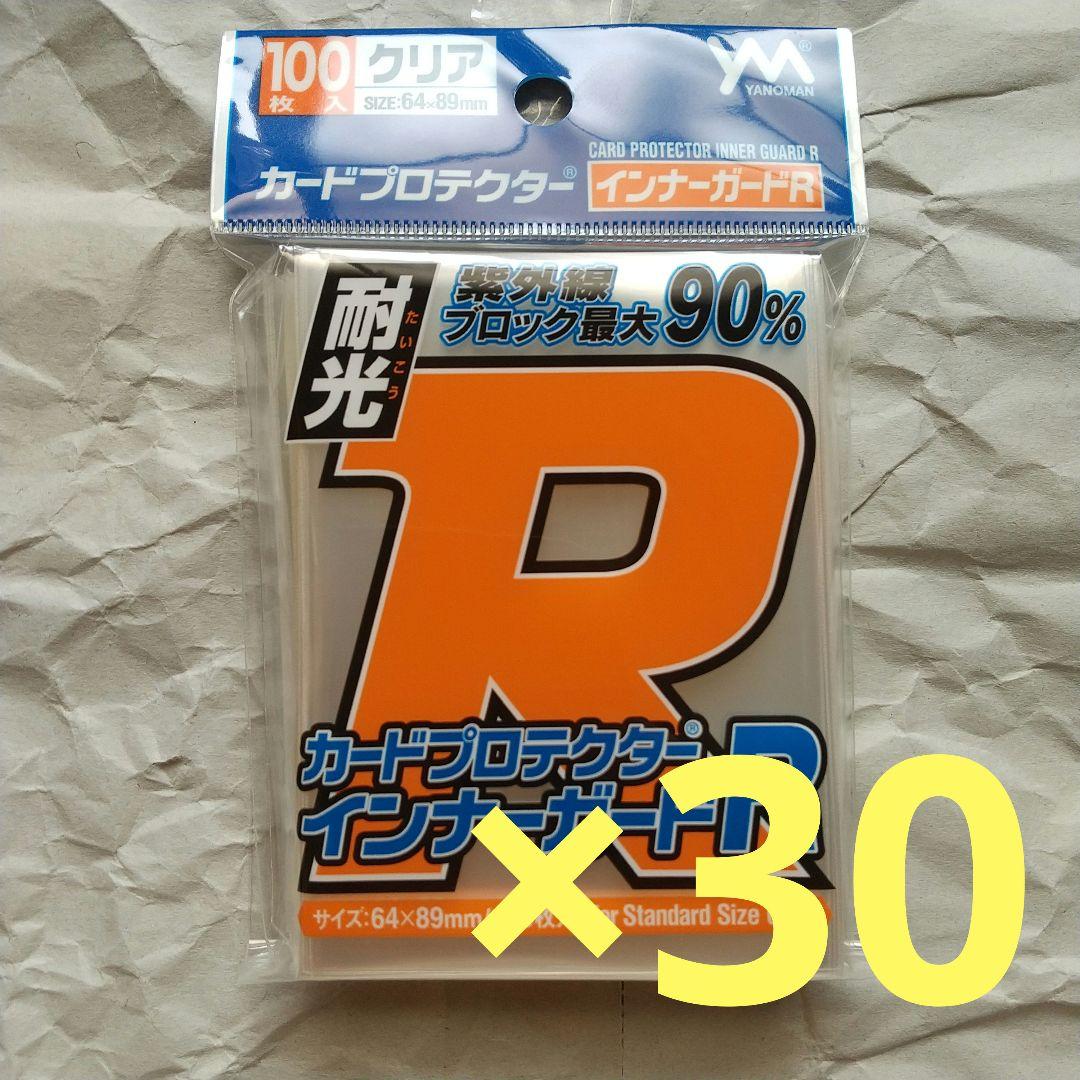 100
枚入
クリア
SIZE:64×89mm
YM®
YANOMAN
CARD PROTECTOR INNER GUARD R
カードプロテクター®
インナーガードR
耐光
たいこう
紫外線
ブロック最大90%
R
カードプロテクター®
インナーガードR
サイズ:64×89mm
for Standard Size
×30